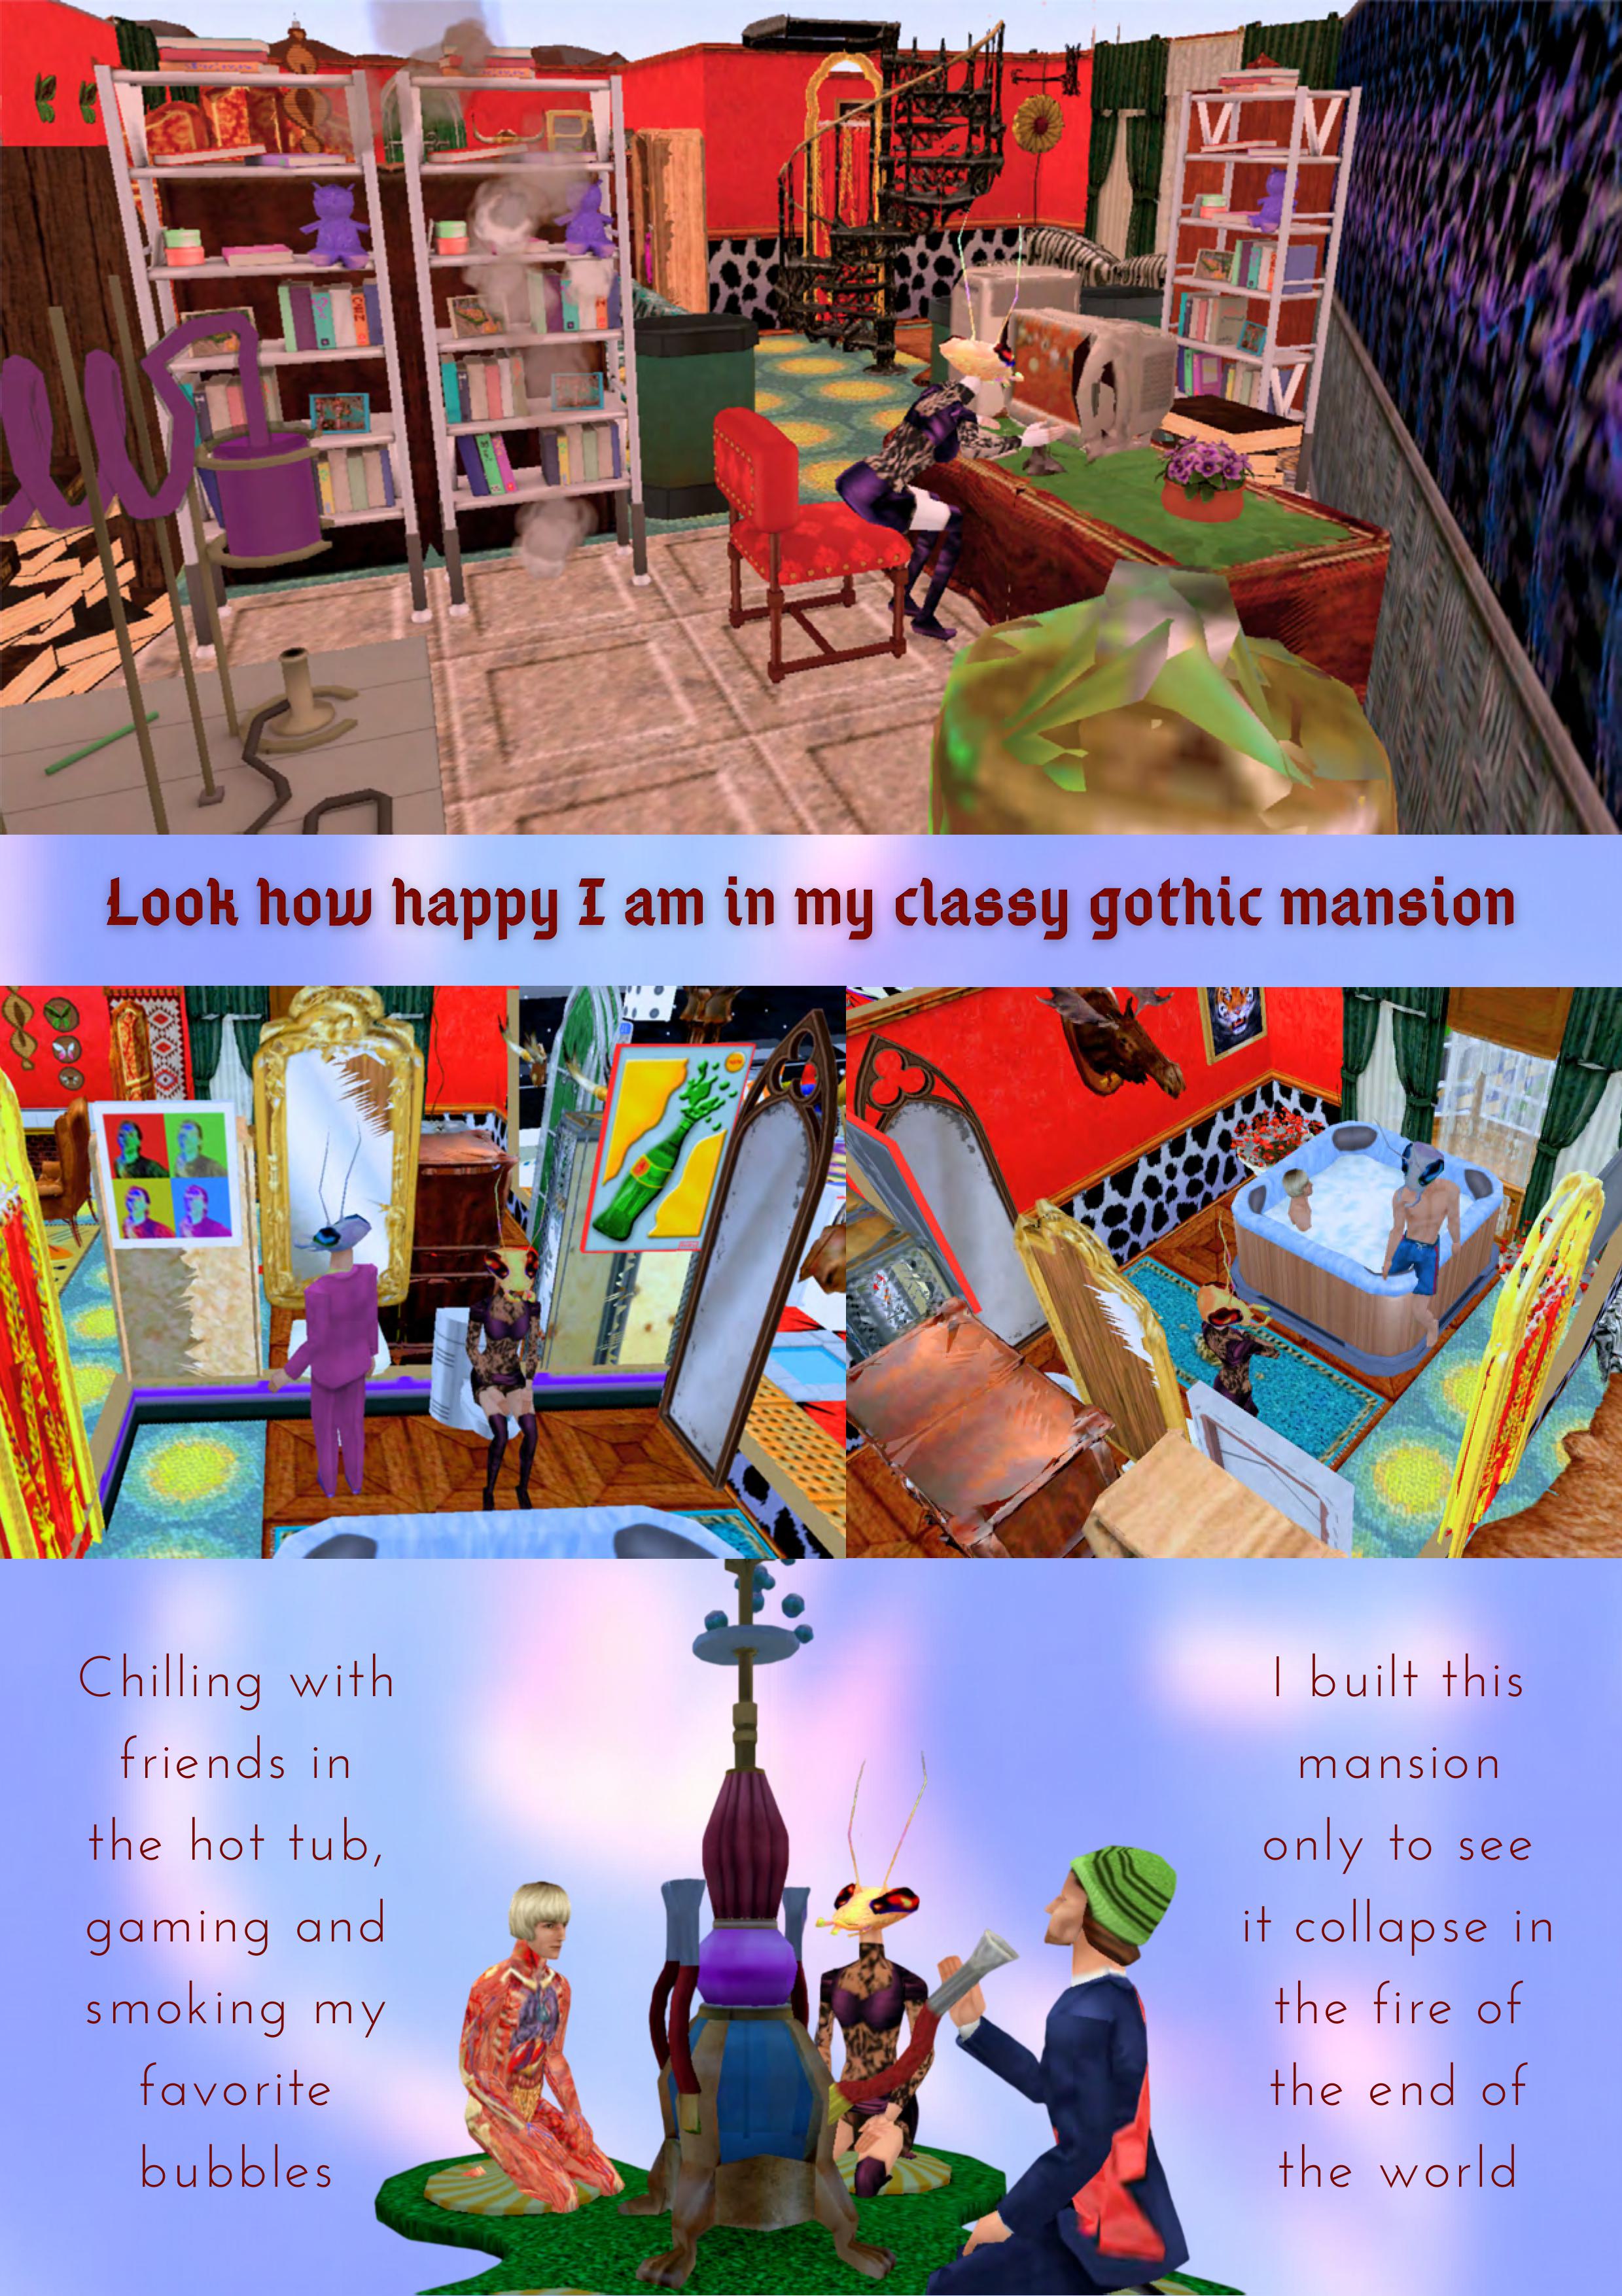 Look how happy I am in my classy gothic mansion
Chilling with
friends in
the hot tub,
gaming and
smoking my
favorite
bubbles
I built this
mansion
only to see
it collapse in
the fire of
the end of
the world